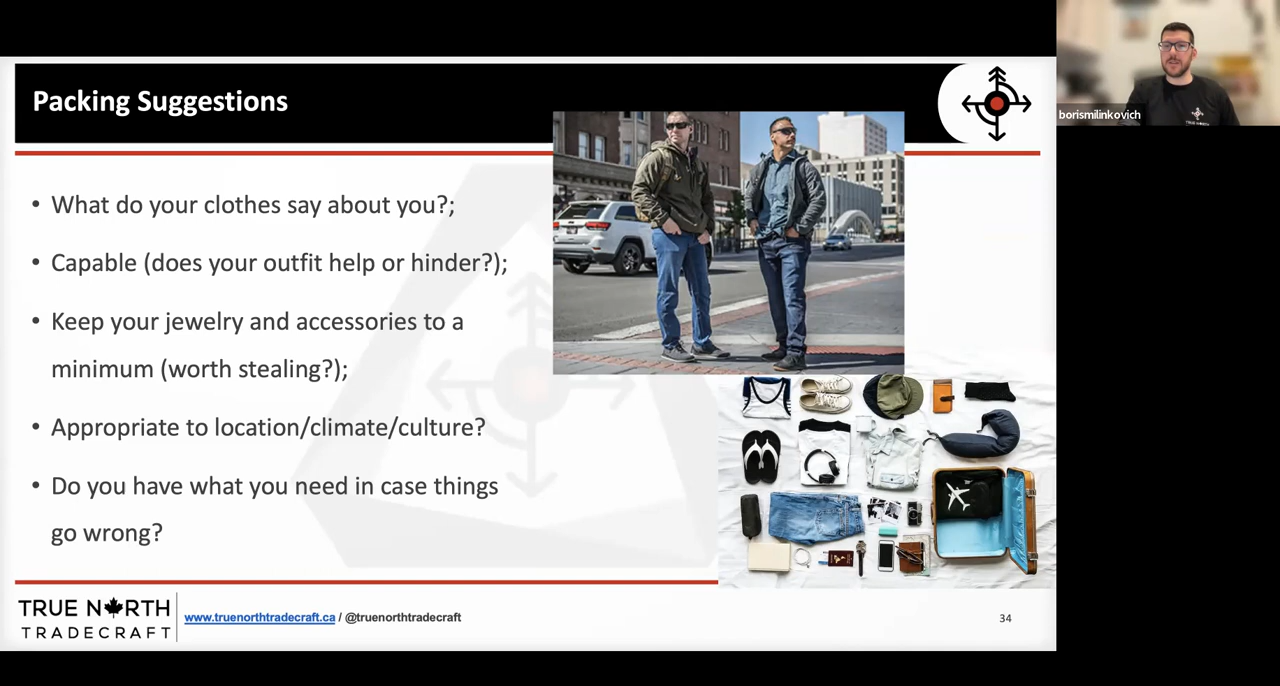 Packing Suggestions
borismilinkovich
TRUE NORTH
• What do your clothes say about you?;
• Capable (does your outfit help or hinder?);
• Keep your jewelry and accessories to a
minimum (worth stealing?);
• Appropriate to location/climate/culture?
• Do you have what you need in case things
go wrong?
TRUE NORTH
TRADECRAFT
www.truenorthtradecraft.ca / @truenorthtradecraft
34